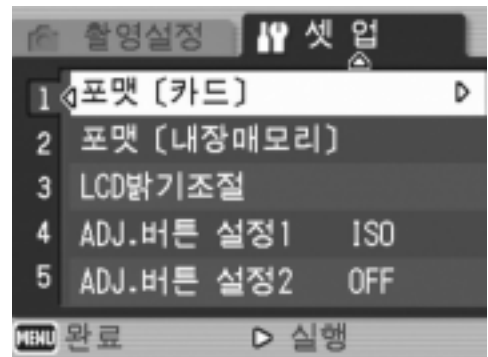 촬영설정 셋 업
1 포맷 (카드)
2 포맷 (내장매모리)
3 LCD밝기조절
4 ADJ.버튼 설정1 ISO
5 ADJ.버튼 설정2 OFF
MENU 완료 실행